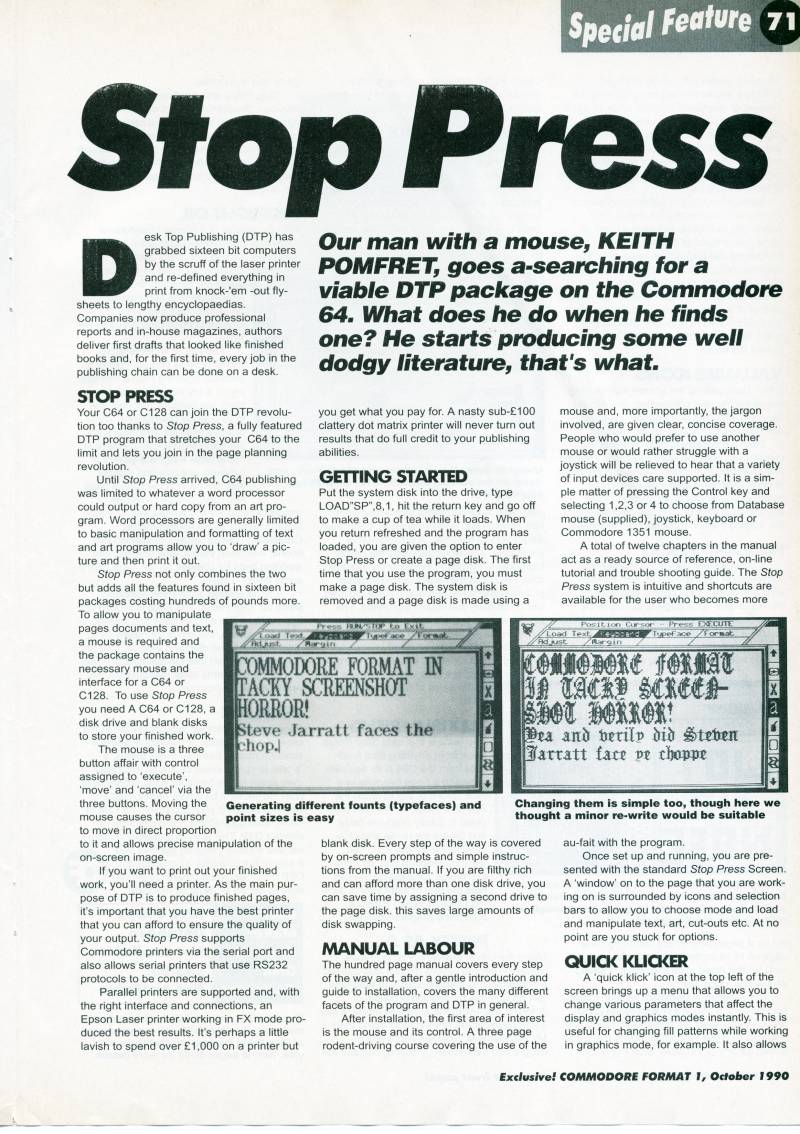 Special Feature 71
Stop Press
Desk Top Publishing (DTP) has
grabbed sixteen bit computers
by the scruff of the laser printer
and re-defined everything in
print from knock-'em -out fly-
sheets to lengthy encyclopaedias.
Companies now produce professional
reports and in-house magazines, authors
deliver first drafts that looked like finished
books and, for the first time, every job in the
publishing chain can be done on a desk.
Our man with a mouse, KEITH
POMFRET, goes a-searching for a
viable DTP package on the Commodore
64. What does he do when he finds
one? He starts producing some well
dodgy literature, that's what.
STOP PRESS
Your C64 or C128 can join the DTP revolu-
tion too thanks to Stop Press, a fully featured
DTP program that stretches your C64 to the
limit and lets you join in the page planning
revolution.
Until Stop Press arrived, C64 publishing
was limited to whatever a word processor
could output or hard copy from an art pro-
gram. Word processors are generally limited
to basic manipulation and formatting of text
and art programs allow you to 'draw' a pic-
ture and then print it out.
Stop Press not only combines the two
but adds all the features found in sixteen bit
packages costing hundreds of pounds more.
To allow you to manipulate
pages documents and text,
a mouse is required and
the package contains the
necessary mouse and
interface for a C64 or
C128. To use Stop Press
you need A C64 or C128, a
disk drive and blank disks
to store your finished work.
The mouse is a three
button affair with control
assigned to 'execute',
'move' and 'cancel' via the
three buttons. Moving the
mouse causes the cursor
to move in direct proportion
to it and allows precise manipulation of the
on-screen image.
If you want to print out your finished
work, you'll need a printer. As the main pur-
pose of DTP is to produce finished pages,
it's important that you have the best printer
that you can afford to ensure the quality of
your output. Stop Press supports
Commodore printers via the serial port and
also allows serial printers that use RS232
protocols to be connected.
Parallel printers are supported and, with
the right interface and connections, an
Epson Laser printer working in FX mode pro-
duced the best results. It's perhaps a little
lavish to spend over £1,000 on a printer but
you get what you pay for. A nasty sub-£100
clattery dot matrix printer will never turn out
results that do full credit to your publishing
abilities.
GETTING STARTED
Put the system disk into the drive, type
LOAD"SP",8,1, hit the return key and go off
to make a cup of tea while it loads. When
you return refreshed and the program has
loaded, you are given the option to enter
Stop Press or create a page disk. The first
time that you use the program, you must
make a page disk. The system disk is
removed and a page disk is made using a
Press RUN/STOP to Exit
Load Text Typeface Format
Adjust Margin
COMMODORE FORMAT IN
TACKY SCREENSHOT
HORROR!
Steve Jarratt faces the
chop.
Generating different founts (typefaces) and
point sizes is easy
blank disk. Every step of the way is covered
by on-screen prompts and simple instruc-
tions from the manual. If you are filthy rich
and can afford more than one disk drive, you
can save time by assigning a second drive to
the page disk. this saves large amounts of
disk swapping.
MANUAL LABOUR
The hundred page manual covers every step
of the way and, after a gentle introduction and
guide to installation, covers the many different
facets of the program and DTP in general.
After installation, the first area of interest
is the mouse and its control. A three page
rodent-driving course covering the use of the
mouse and, more importantly, the jargon
involved, are given clear, concise coverage.
People who would prefer to use another
mouse or would rather struggle with a
joystick will be relieved to hear that a variety
of input devices care supported. It is a sim-
ple matter of pressing the Control key and
selecting 1,2,3 or 4 to choose from Database
mouse (supplied), joystick, keyboard or
Commodore 1351 mouse.
A total of twelve chapters in the manual
act as a ready source of reference, on-line
tutorial and trouble shooting guide. The Stop
Press system is intuitive and shortcuts are
available for the user who becomes more
Position Cursor - Press EXECUTE
Load Text Typeface Format
Adjust Margin
COMMODORE FORMAT
IN TACKY SCREEN-
SHOT HORROR!
Yea and verily did Steven
Jarratt face ye choppe
Changing them is simple too, though here we
thought a minor re-write would be suitable
au-fait with the program.
Once set up and running, you are pre-
sented with the standard Stop Press Screen.
A 'window' on to the page that you are work-
ing on is surrounded by icons and selection
bars to allow you to choose mode and load
and manipulate text, art, cut-outs etc. At no
point are you stuck for options.
QUICK KLICKER
A 'quick klick' icon at the top left of the
screen brings up a menu that allows you to
change various parameters that affect the
display and graphics modes instantly. This is
useful for changing fill patterns while working
in graphic mode, for example. It also allows
Exclusive! COMMODORE FORMAT 1, October 1990